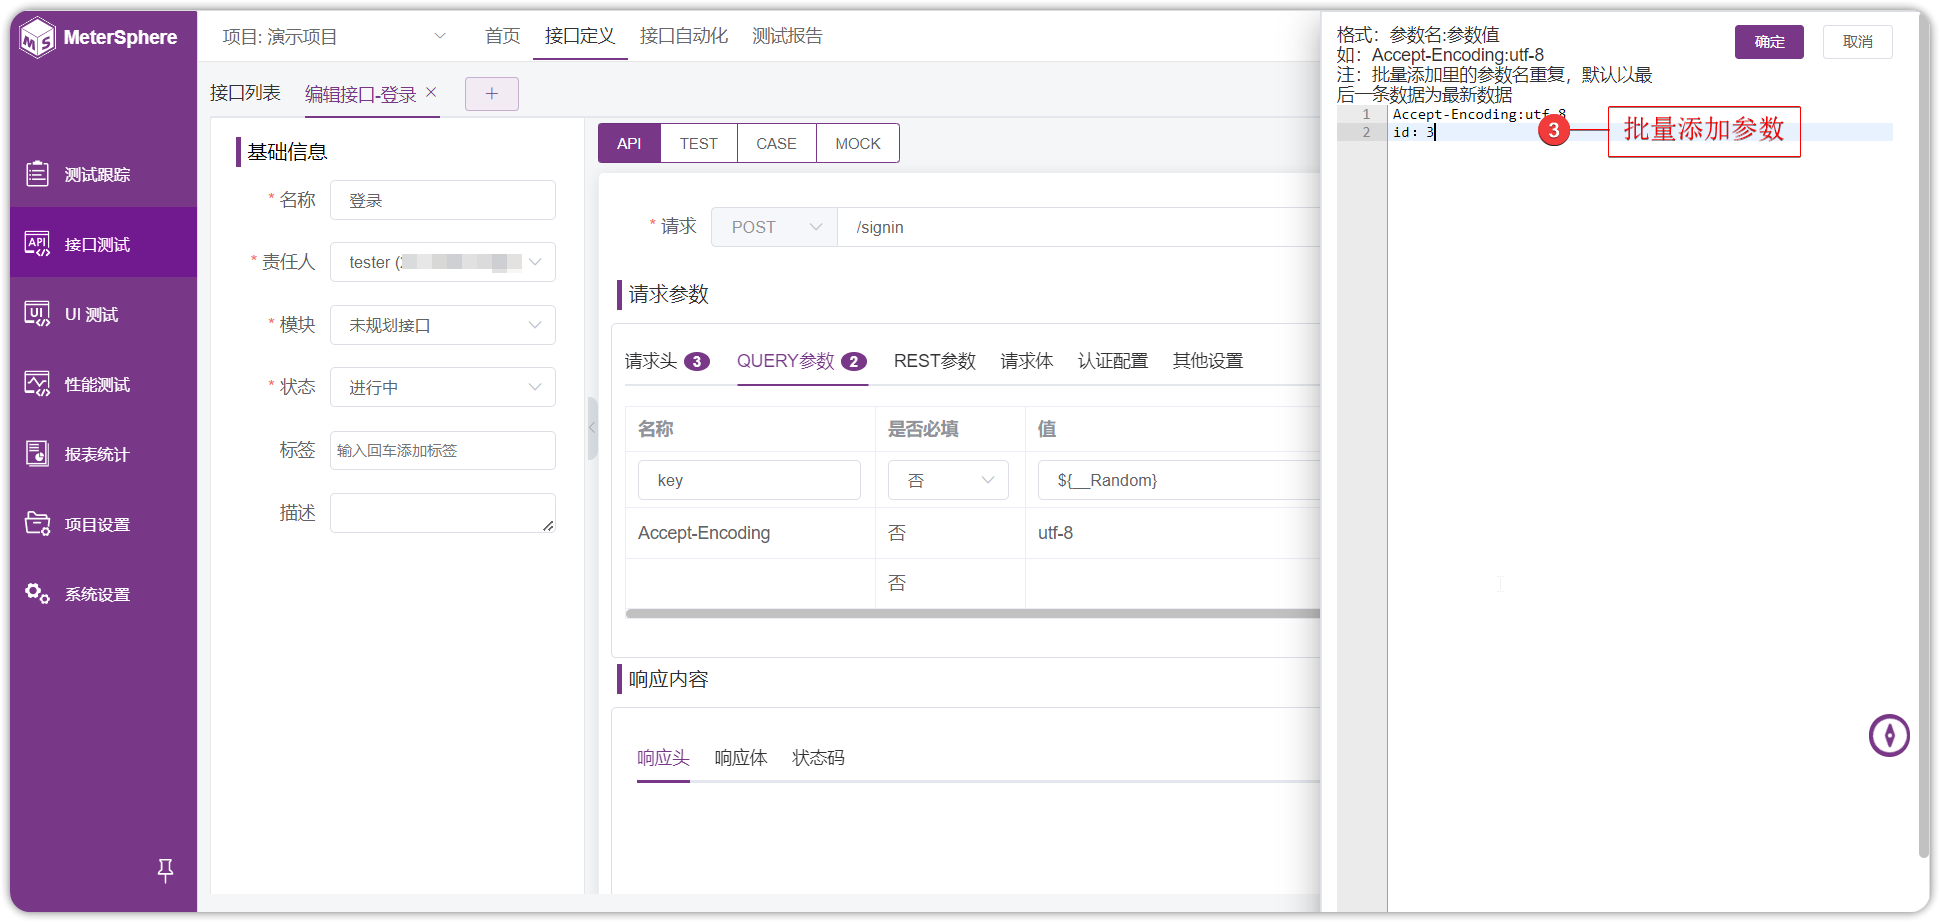 MeterSphere
项目: 演示项目
首页
接口定义
接口自动化
测试报告
测试跟踪
接口测试
UI 测试
性能测试
报表统计
项目设置
系统设置
接口列表
编辑接口-登录
基础信息
* 名称
登录
* 责任人
tester (
* 模块
未规划接口
* 状态
进行中
标签
输入回车添加标签
描述
API
TEST
CASE
MOCK
* 请求
POST
/signin
请求参数
请求头 3
QUERY参数 2
REST参数
请求体
认证配置
其他设置
名称
是否必填
值
key
否
${__Random}
Accept-Encoding
否
utf-8
否
响应内容
响应头
响应体
状态码
格式：参数名:参数值
如：Accept-Encoding:utf-8
注：批量添加里的参数名重复，默认以最
后一条数据为最新数据
确定
取消
1 Accept-Encoding:utf-8
2 id：3
3
批量添加参数